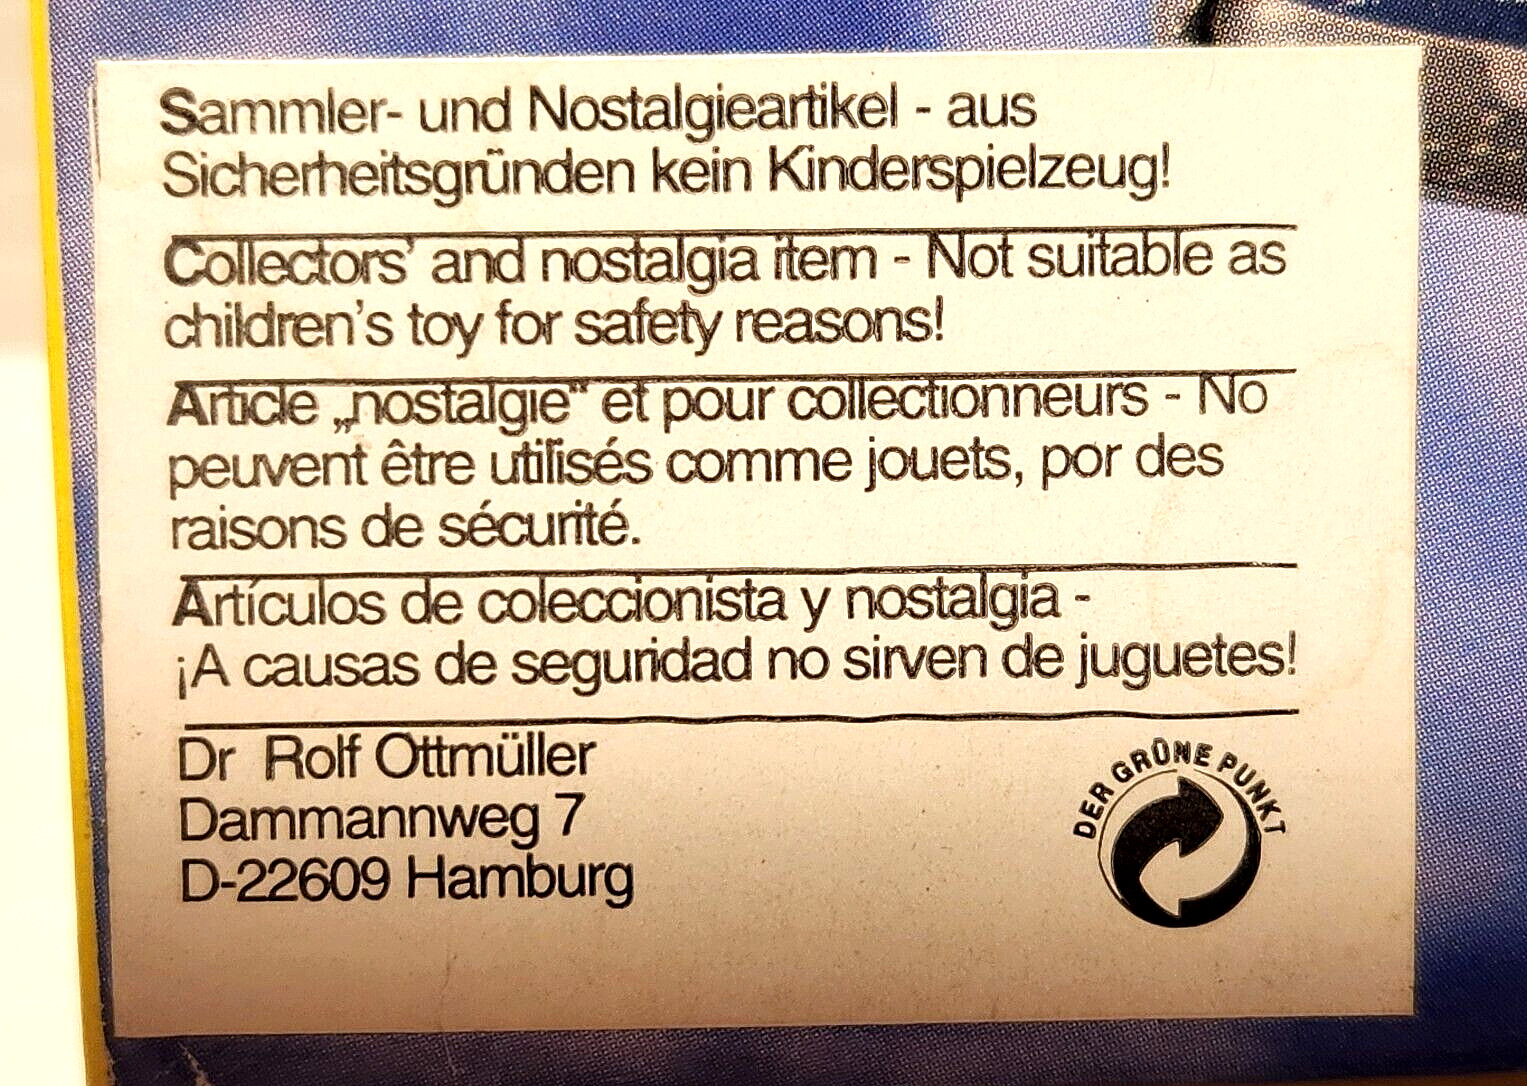 Sammler- und Nostalgieartikel - aus
Sicherheitsgründen kein Kinderspielzeug!
Collectors' and nostalgia item - Not suitable as
children's toy for safety reasons!
Article „nostalgie“ et pour collectionneurs - No
peuvent être utilisés comme jouets, por des
raisons de sécurité.
Artículos de coleccionista y nostalgia -
¡A causas de seguridad no sirven de juguetes!
Dr Rolf Ottmüller
Dammannweg 7
D-22609 Hamburg
DER GRÜNE PUNKT